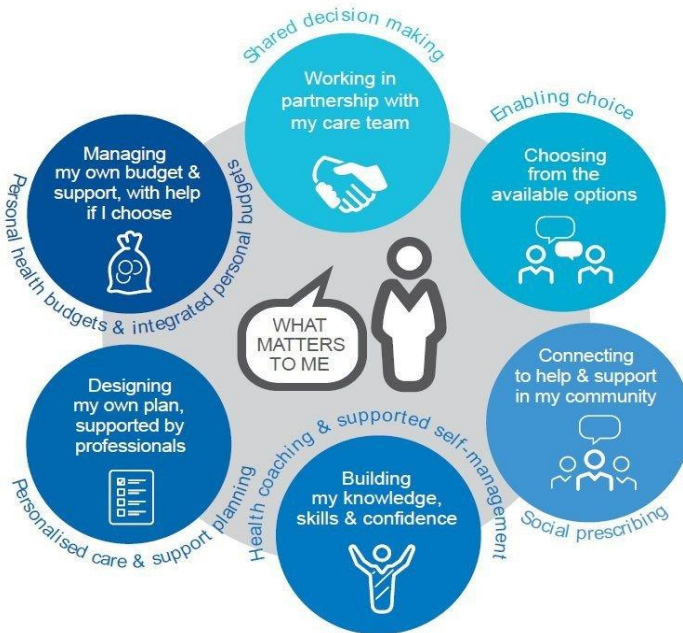 Shared decision making
Working in
partnership with
my care team
Enabling choice
Choosing
from the
available options
Connecting
to help & support
in my community
Social prescribing
Health coaching & supported self-management
Building
my knowledge,
skills & confidence
Designing
my own plan,
supported by
professionals
Personalised care & support planning
Managing
my own budget &
support, with help
if I choose
Personal health budgets & integrated personal budgets
WHAT
MATTERS
TO ME